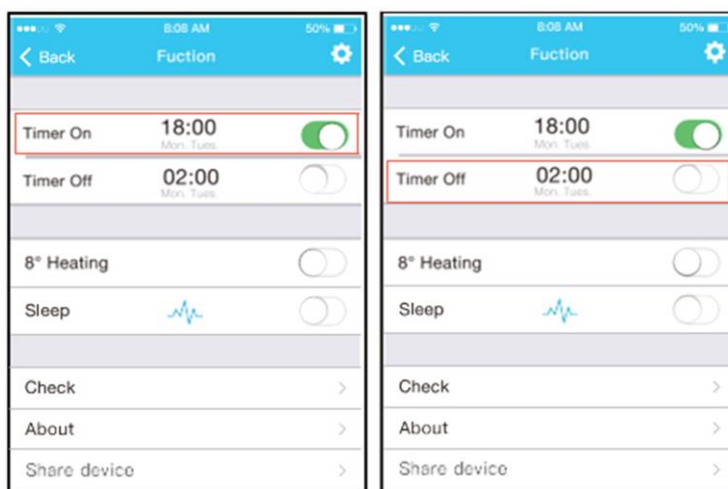 8:08 AM 50%
Back Fuction
Timer On 18:00
Mon. Tues.
Timer Off 02:00
Mon. Tues.
8° Heating
Sleep
Check
About
Share device
8:08 AM 50%
Back Fuction
Timer On 18:00
Mon. Tues.
Timer Off 02:00
Mon. Tues.
8° Heating
Sleep
Check
About
Share device